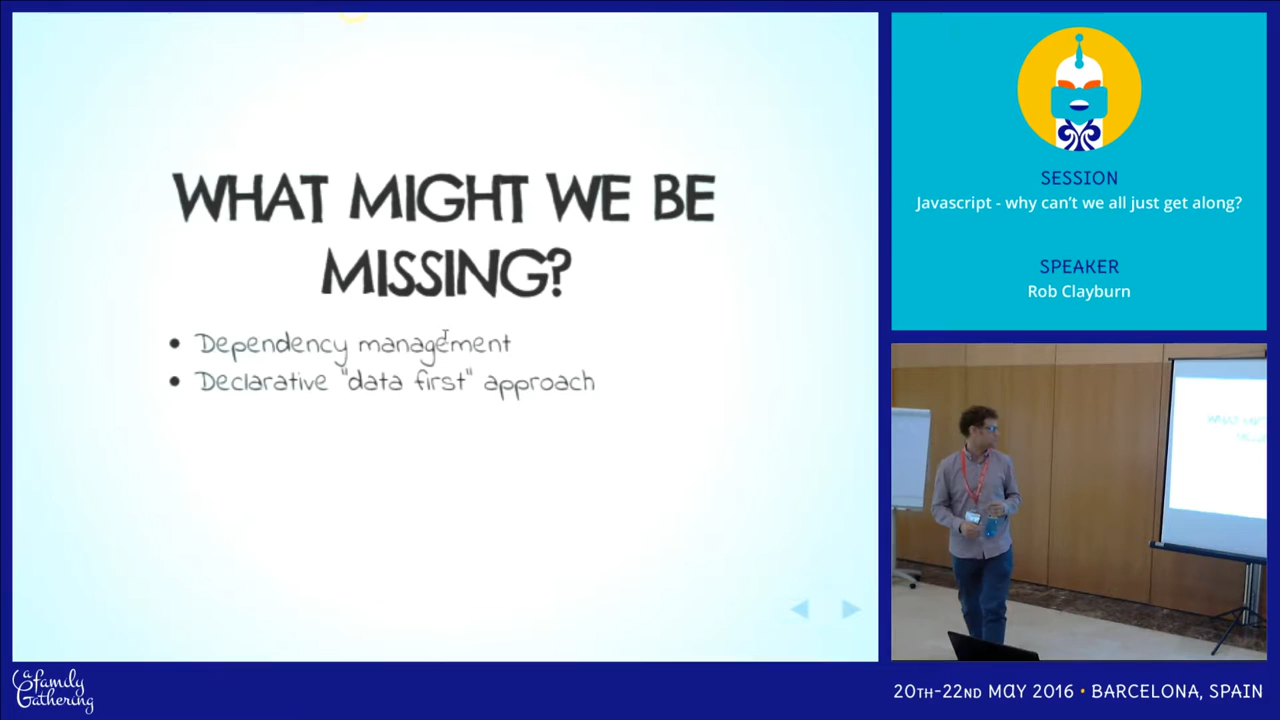 WHAT MIGHT WE BE
MISSING?
• Dependency management
• Declarative "data first" approach
SESSION
Javascript - why can't we all just get along?
SPEAKER
Rob Clayburn
a family
Gathering
20TH-22ND MAY 2016 • BARCELONA, SPAIN